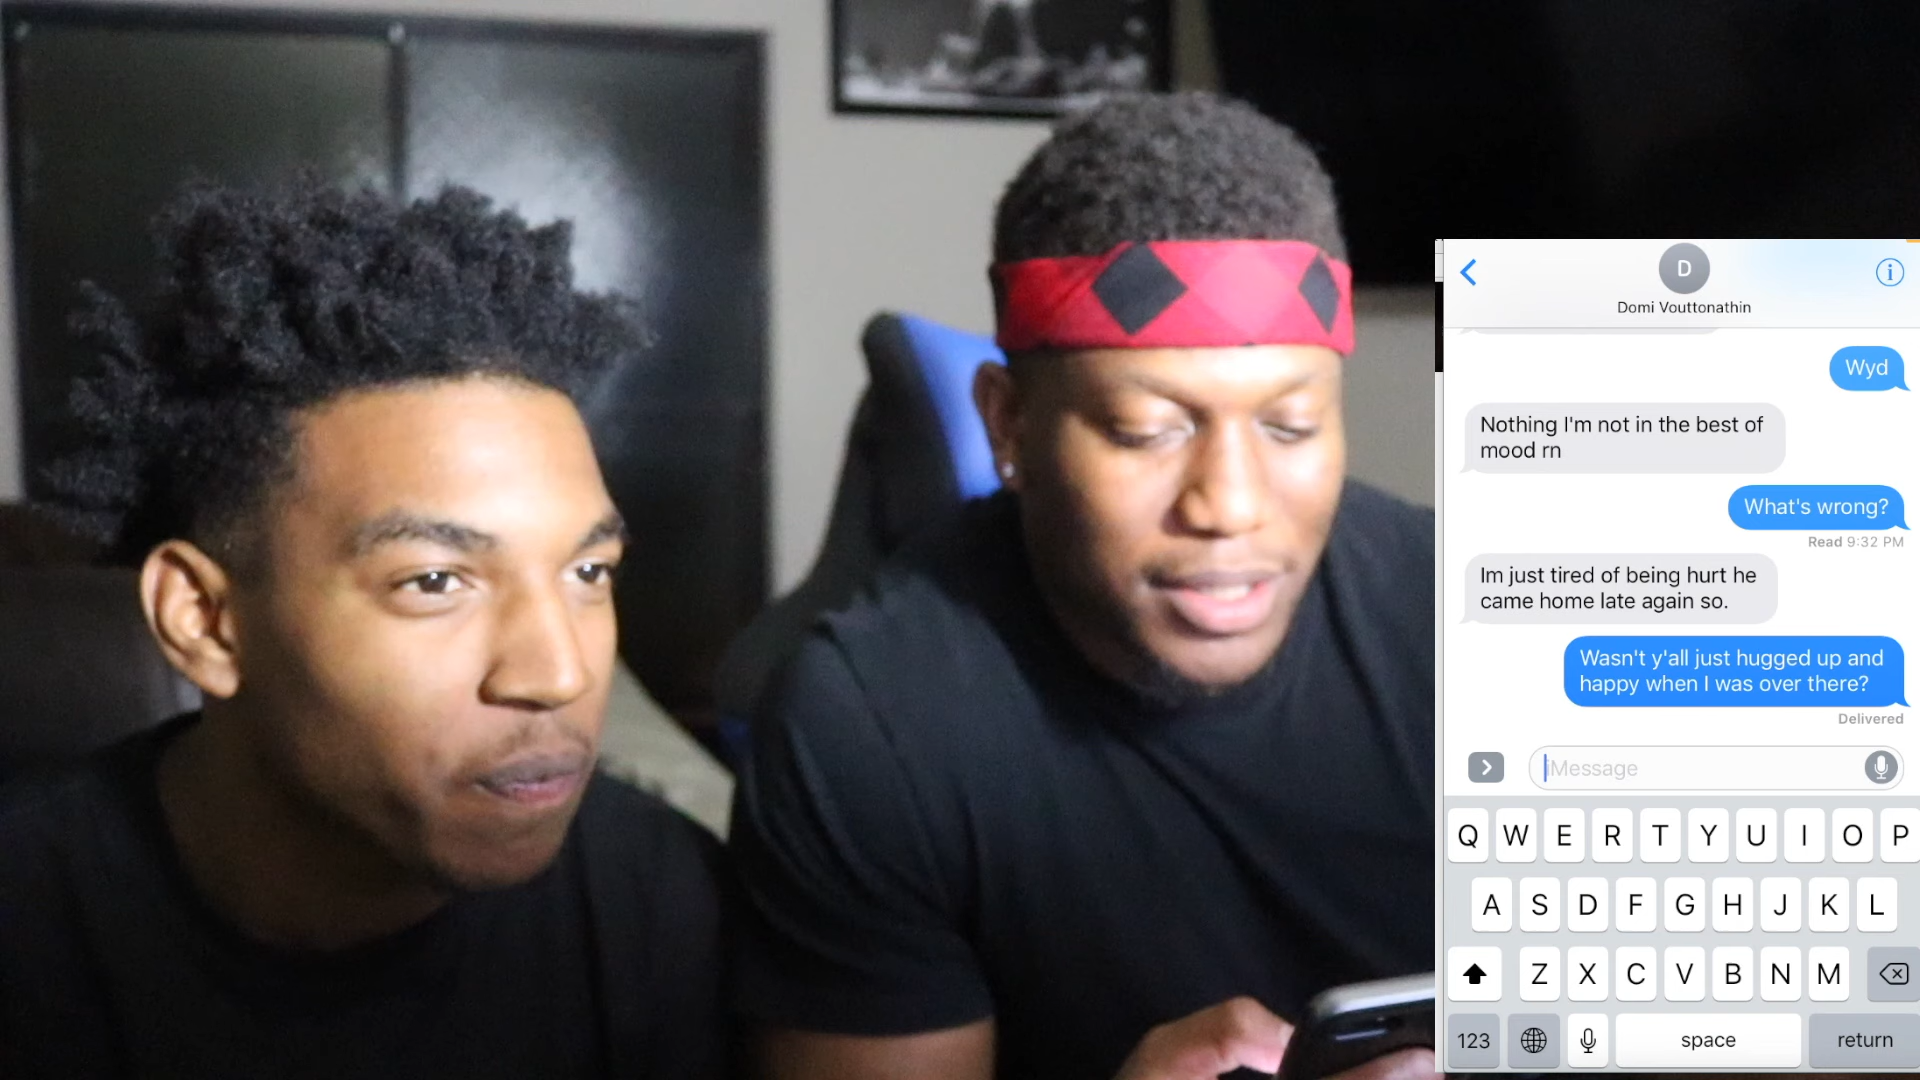 D
Domi Vouttonathin
Wyd
Nothing I'm not in the best of
mood rn
What's wrong?
Read 9:32 PM
Im just tired of being hurt he
came home late again so.
Wasn't y'all just hugged up and
happy when I was over there?
Delivered
iMessage
Q W E R T Y U I O P
A S D F G H J K L
Z X C V B N M
123 space return